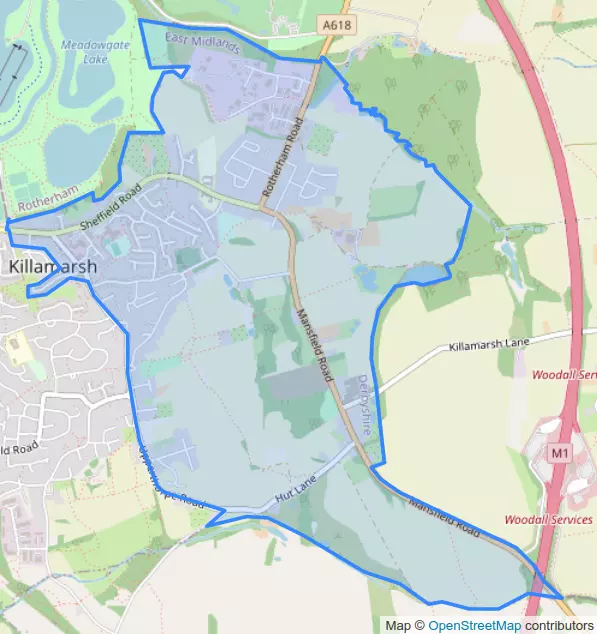 A618
East Midlands
Meadowgate
Lake
Rotherham Road
Rotherham
Sheffield Road
Killamarsh
Mansfield Road
Killamarsh Lane
Derbyshire
Woodall Serv
M1
ld Road
Upperthorpe Road
Hut Lane
Mansfield Road
Woodall Services
Map © OpenStreetMap contributors